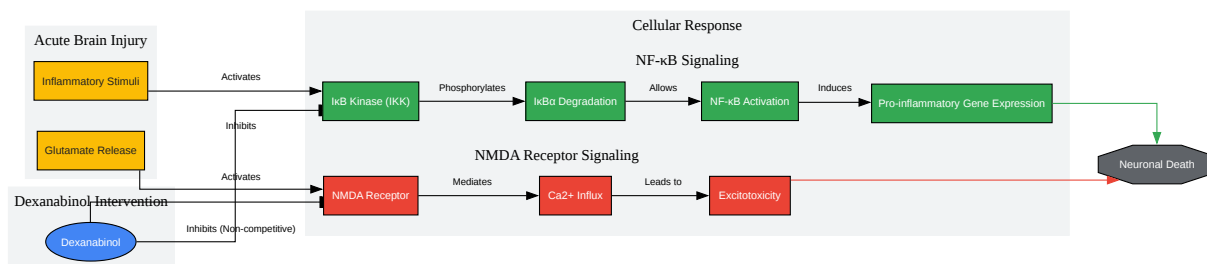 Cellular Response
Acute Brain Injury
NF-κB Signaling
Inflammatory Stimuli
Activates
IκB Kinase (IKK)
Phosphorylates
IκBα Degradation
Allows
NF-κB Activation
Induces
Pro-inflammatory Gene Expression
Inhibits
Glutamate Release
NMDA Receptor Signaling
Neuronal Death
Activates
NMDA Receptor
Mediates
Ca2+ Influx
Leads to
Excitotoxicity
Dexanabinol Intervention
Inhibits (Non-competitive)
Dexanabinol